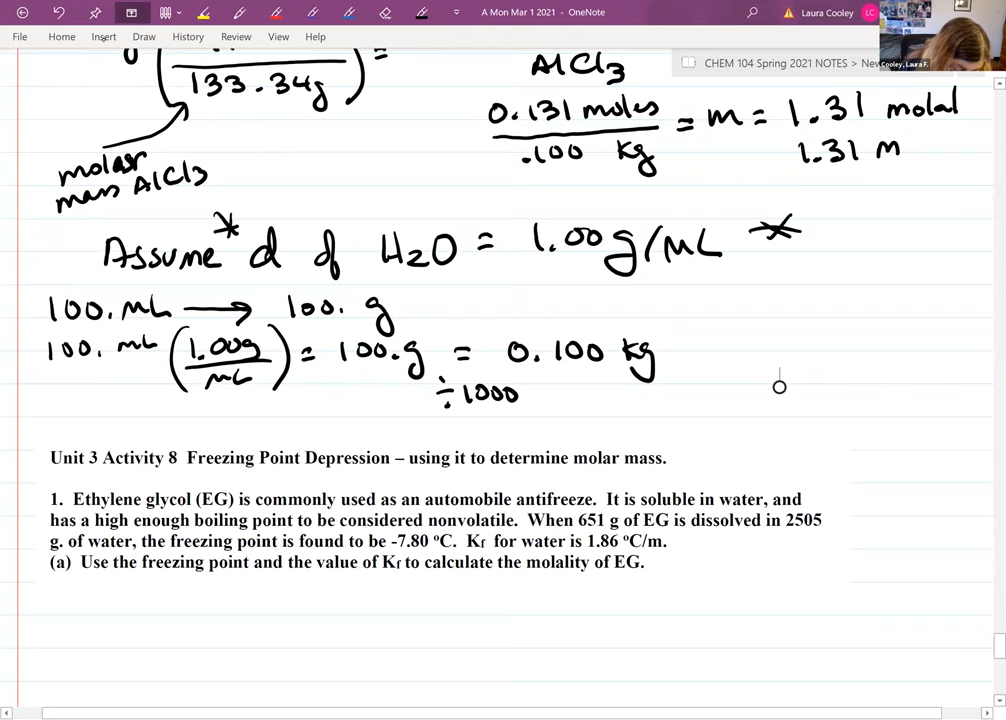 A Mon Mar 1 2021 - OneNote
Laura Cooley LC
File Home Insert Draw History Review View Help
CHEM 104 Spring 2021 NOTES > New
Cooley, Laura F.
133.34g
=
molar
mass AlCl3
AlCl3
0.131 moles
.100 kg
= m = 1.31 molal
1.31 m
Assume* d of H2O = 1.00 g/mL *
100. mL → 100. g
100. mL (1.00g/mL) = 100. g = 0.100 kg
÷1000
Unit 3 Activity 8 Freezing Point Depression – using it to determine molar mass.
1. Ethylene glycol (EG) is commonly used as an automobile antifreeze. It is soluble in water, and
has a high enough boiling point to be considered nonvolatile. When 651 g of EG is dissolved in 2505
g. of water, the freezing point is found to be -7.80 °C. Kf for water is 1.86 °C/m.
(a) Use the freezing point and the value of Kf to calculate the molality of EG.